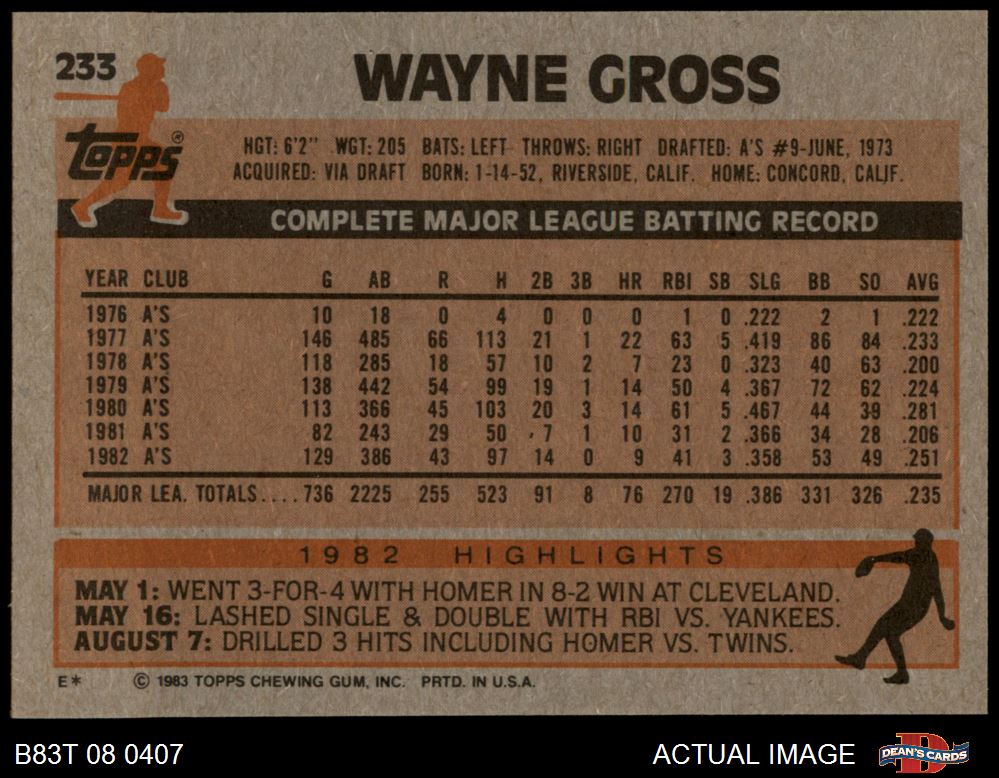 233
WAYNE GROSS
topps®
HGT: 6'2" WGT: 205 BATS: LEFT THROWS: RIGHT DRAFTED: A'S #9-JUNE, 1973
ACQUIRED: VIA DRAFT BORN: 1-14-52, RIVERSIDE, CALIF. HOME: CONCORD, CALIF.
COMPLETE MAJOR LEAGUE BATTING RECORD
YEAR CLUB G AB R H 2B 3B HR RBI SB SLG BB SO AVG
1976 A'S 10 18 0 4 0 0 0 1 0 .222 2 1 .222
1977 A'S 146 485 66 113 21 1 22 63 5 .419 86 84 .233
1978 A'S 118 285 18 57 10 2 7 23 0 .323 40 63 .200
1979 A'S 138 442 54 99 19 1 14 50 4 .367 72 62 .224
1980 A'S 113 366 45 103 20 3 14 61 5 .467 44 39 .281
1981 A'S 82 243 29 50 7 1 10 31 2 .366 34 28 .206
1982 A'S 129 386 43 97 14 0 9 41 3 .358 53 49 .251
MAJOR LEA. TOTALS.... 736 2225 255 523 91 8 76 270 19 .386 331 326 .235
1982 HIGHLIGHTS
MAY 1: WENT 3-FOR-4 WITH HOMER IN 8-2 WIN AT CLEVELAND.
MAY 16: LASHED SINGLE & DOUBLE WITH RBI VS. YANKEES.
AUGUST 7: DRILLED 3 HITS INCLUDING HOMER VS. TWINS.
E* © 1983 TOPPS CHEWING GUM, INC. PRTD. IN U.S.A.
B83T 08 0407 ACTUAL IMAGE DEAN'S CARDS